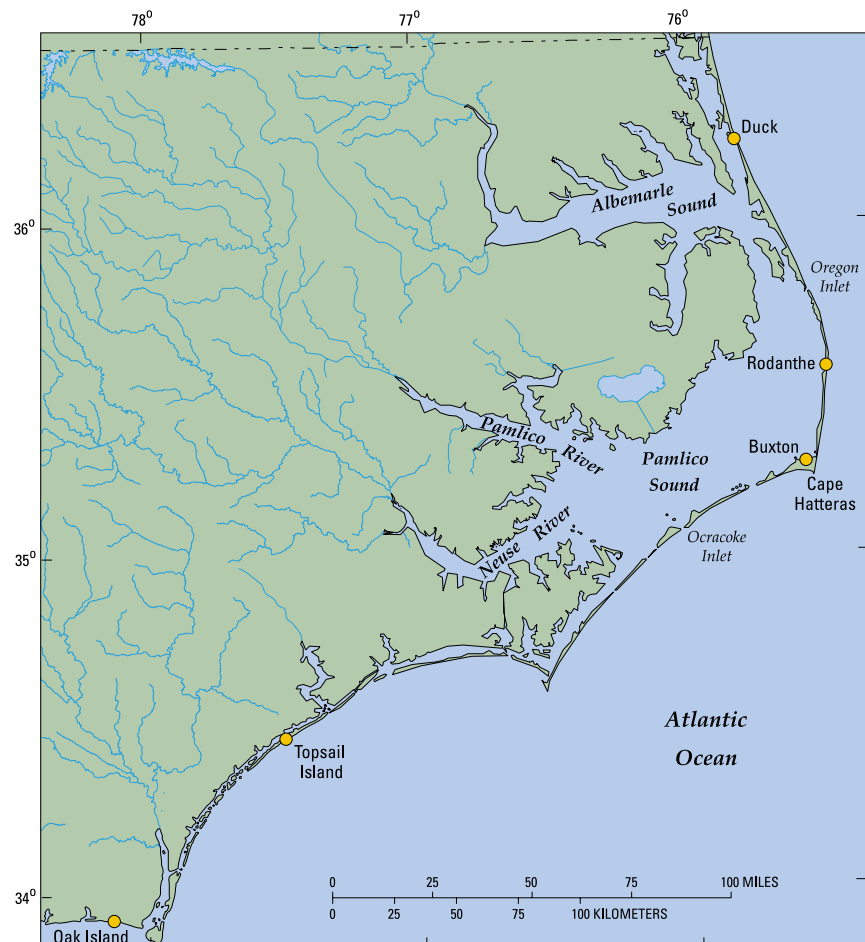 78°
77°
76°
Duck
Albemarle
Sound
36°
Oregon
Inlet
Rodanthe
Pamlico
River
Buxton
Pamlico
Sound
Cape
Hatteras
Neuse River
Ocracoke
Inlet
35°
Atlantic
Ocean
Topsail
Island
0 25 50 75 100 MILES
0 25 50 75 100 KILOMETERS
34°
Oak Island